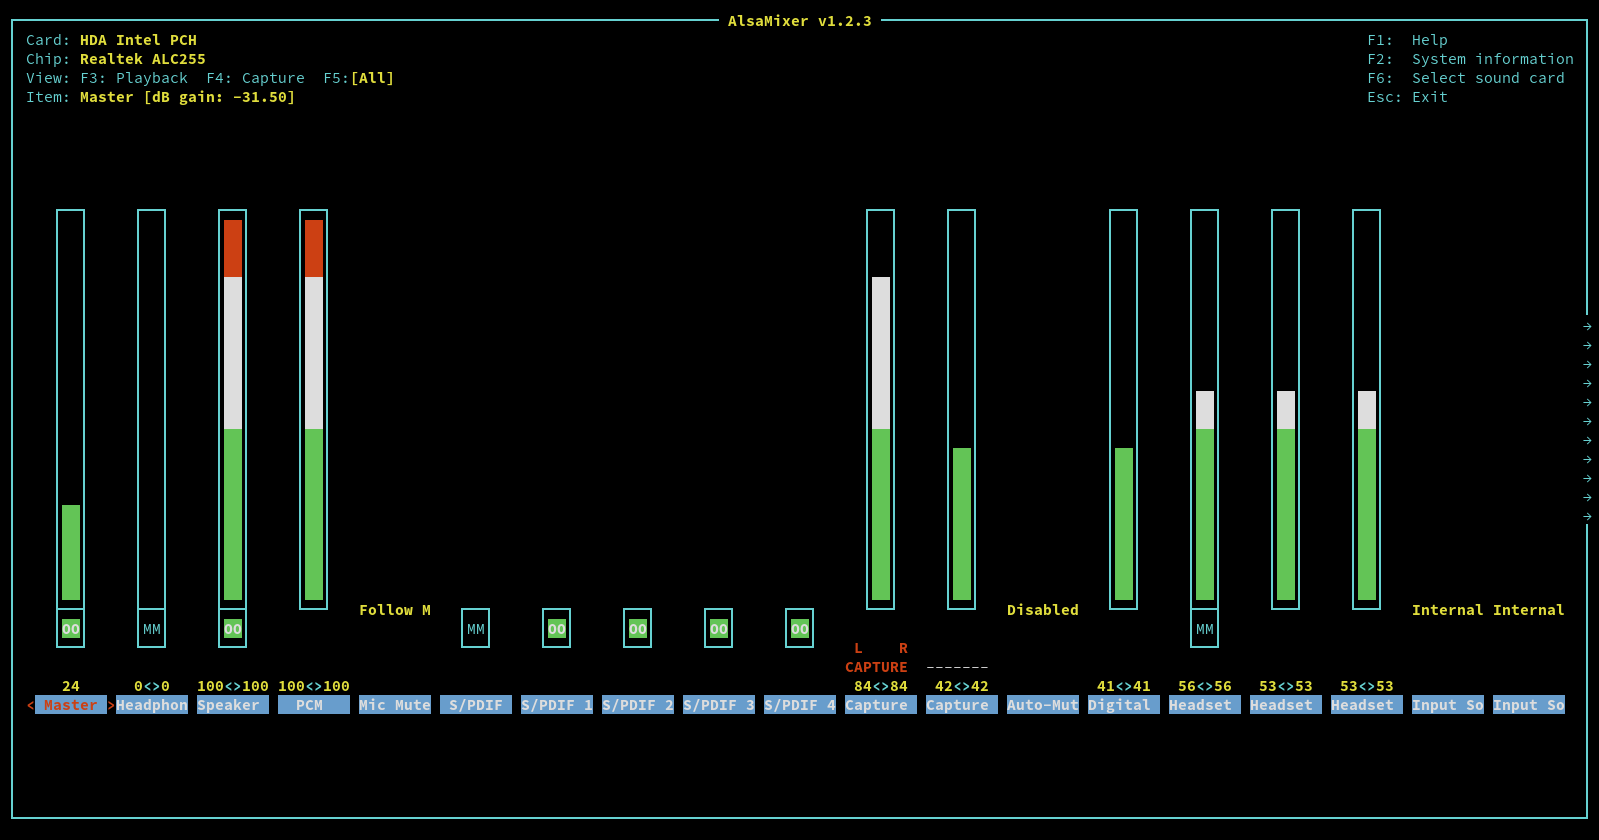 AlsaMixer v1.2.3
Card: HDA Intel PCH F1: Help
Chip: Realtek ALC255 F2: System information
View: F3: Playback F4: Capture F5:[All] F6: Select sound card
Item: Master [dB gain: −31.50] Esc: Exit
→
→
→
→
→
→
→
→
→
→
→
Follow M Disabled Internal Internal
OO MM OO MM OO OO OO OO MM
L R
CAPTURE -------
24 0<>0 100<>100 100<>100 84<>84 42<>42 41<>41 56<>56 53<>53 53<>53
< Master >Headphon Speaker PCM Mic Mute S/PDIF S/PDIF 1 S/PDIF 2 S/PDIF 3 S/PDIF 4 Capture Capture Auto-Mut Digital Headset Headset Headset Input So Input So